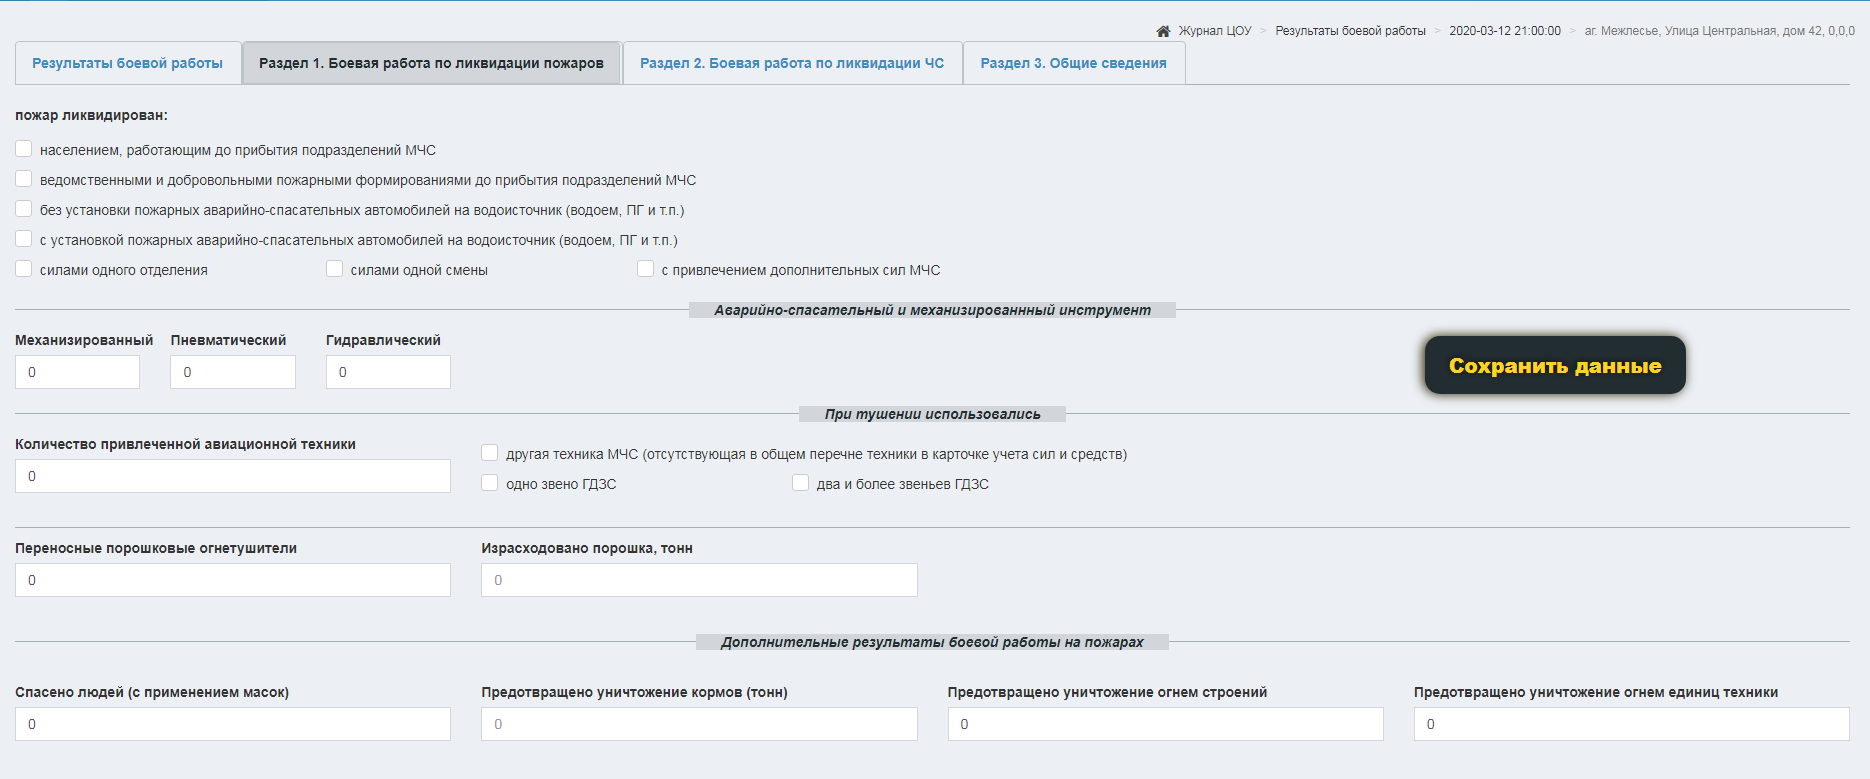 Журнал ЦОУ > Результаты боевой работы > 2020-03-12 21:00:00 > аг. Межлесье, Улица Центральная, дом 42, 0,0,0
Результаты боевой работы Раздел 1. Боевая работа по ликвидации пожаров Раздел 2. Боевая работа по ликвидации ЧС Раздел 3. Общие сведения
пожар ликвидирован:
населением, работающим до прибытия подразделений МЧС
ведомственными и добровольными пожарными формированиями до прибытия подразделений МЧС
без установки пожарных аварийно-спасательных автомобилей на водоисточник (водоем, ПГ и т.п.)
с установкой пожарных аварийно-спасательных автомобилей на водоисточник (водоем, ПГ и т.п.)
силами одного отделения силами одной смены с привлечением дополнительных сил МЧС
Аварийно-спасательный и механизированнный инструмент
Механизированный Пневматический Гидравлический
0 0 0
Сохранить данные
При тушении использовались
Количество привлеченной авиационной техники
0
другая техника МЧС (отсутствующая в общем перечне техники в карточке учета сил и средств)
одно звено ГДЗС два и более звеньев ГДЗС
Переносные порошковые огнетушители Израсходовано порошка, тонн
0 0
Дополнительные результаты боевой работы на пожарах
Спасено людей (с применением масок) Предотвращено уничтожение кормов (тонн) Предотвращено уничтожение огнем строений Предотвращено уничтожение огнем единиц техники
0 0 0 0